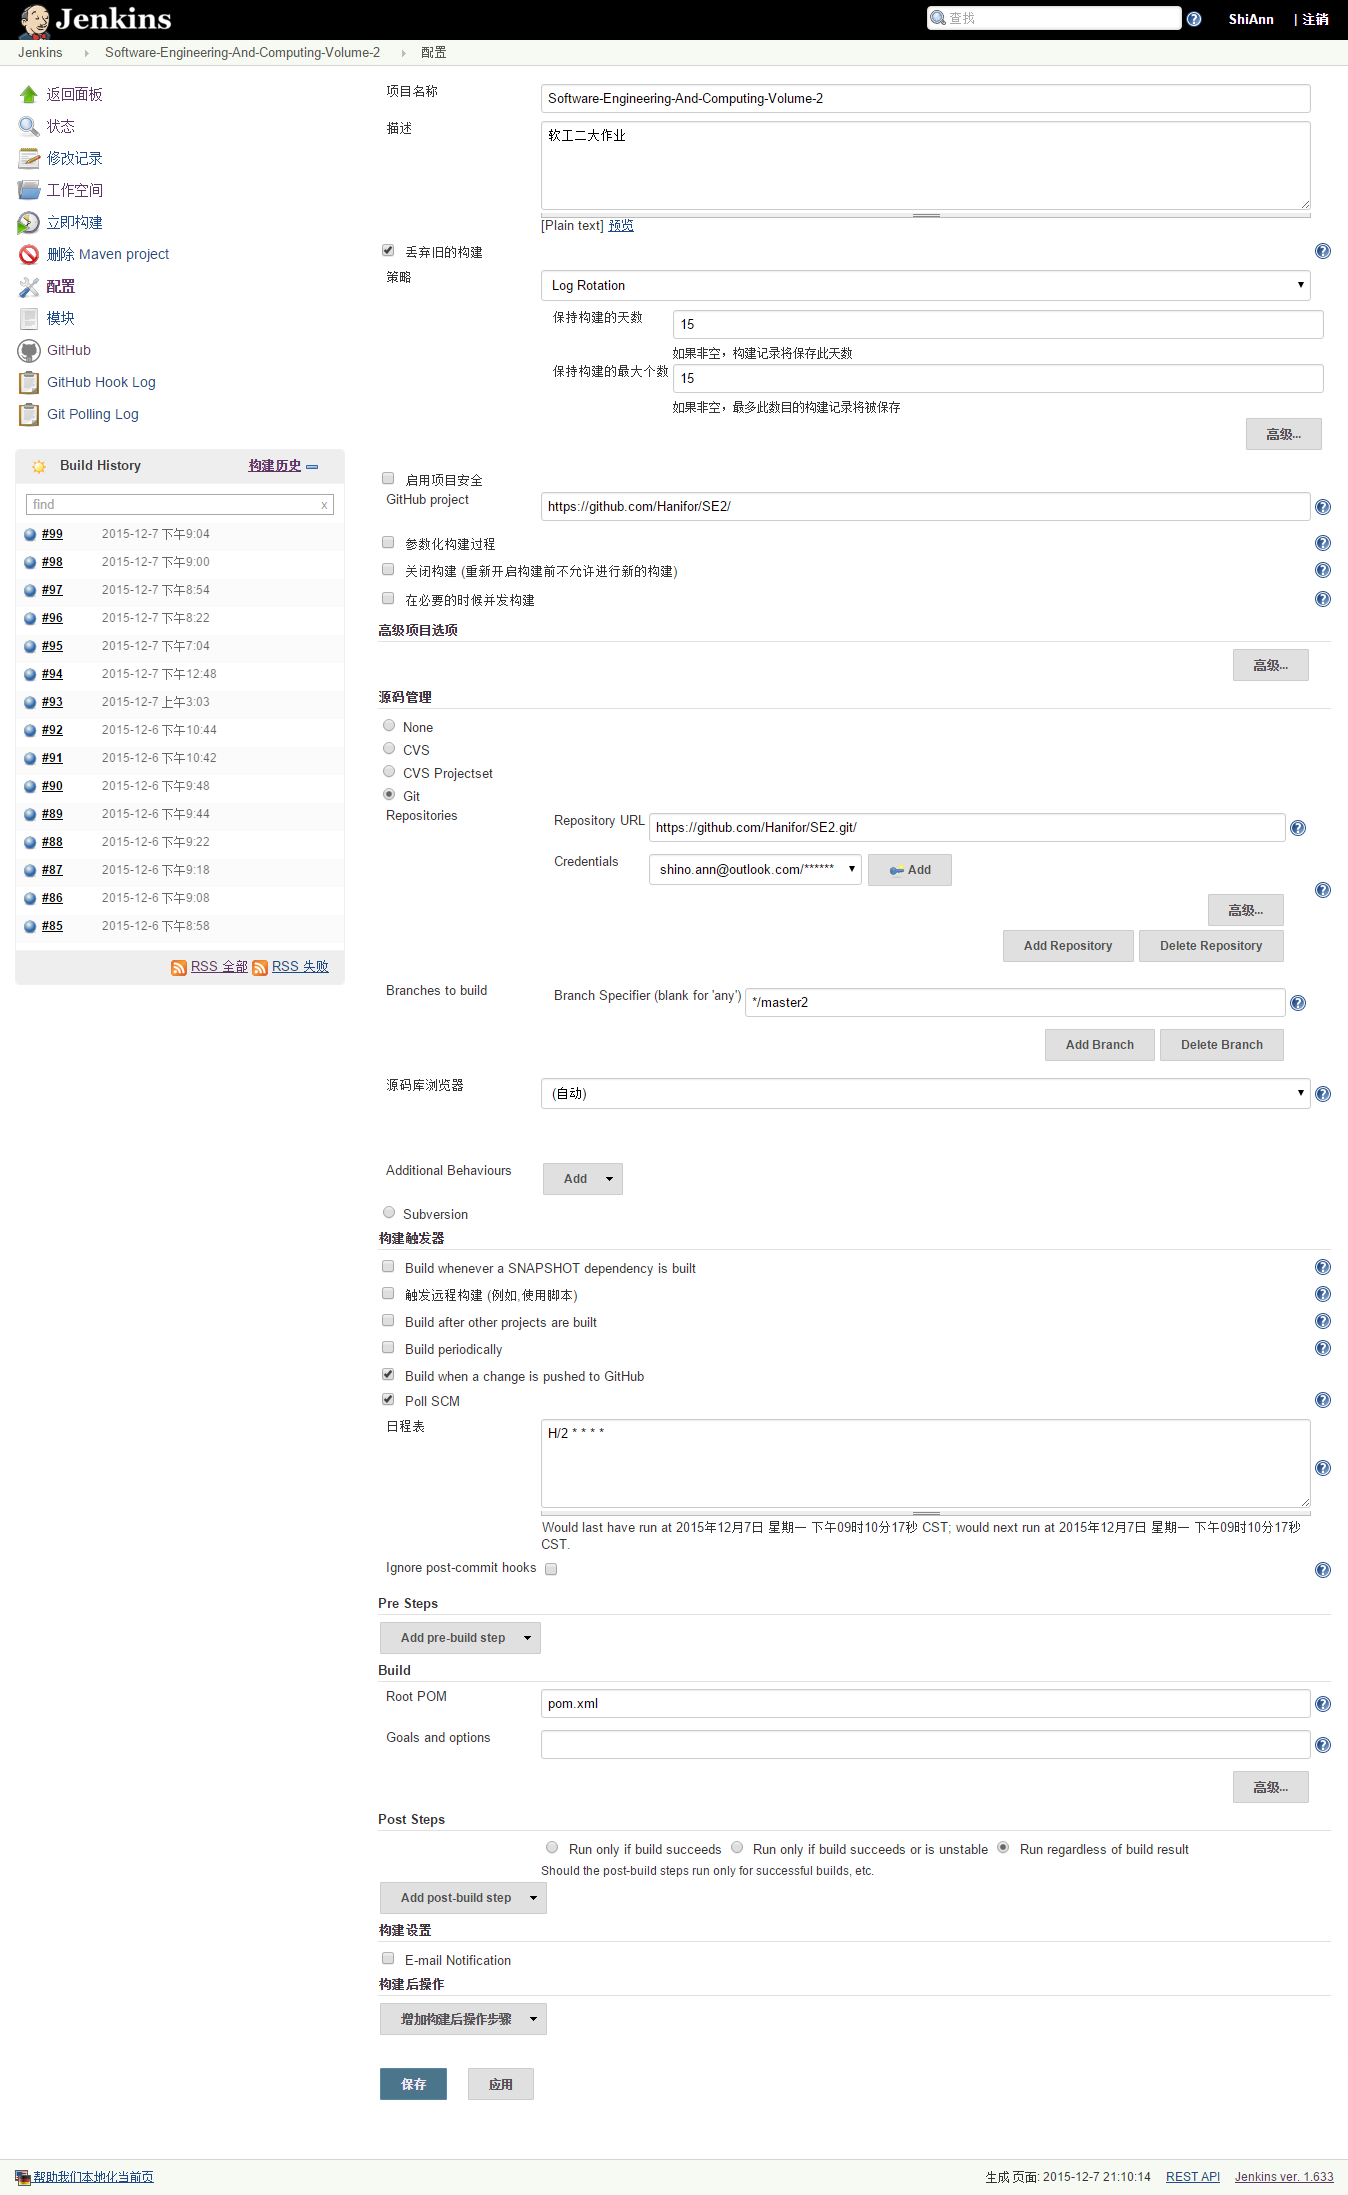 Jenkins
查找
ShiAnn | 注销
Jenkins Software-Engineering-And-Computing-Volume-2 配置
返回面板
状态
修改记录
工作空间
立即构建
删除 Maven project
配置
模块
GitHub
GitHub Hook Log
Git Polling Log
Build History 构建历史
find x
#99 2015-12-7 下午9:04
#98 2015-12-7 下午9:00
#97 2015-12-7 下午8:54
#96 2015-12-7 下午8:22
#95 2015-12-7 下午7:04
#94 2015-12-7 下午12:48
#93 2015-12-7 上午3:03
#92 2015-12-6 下午10:44
#91 2015-12-6 下午10:42
#90 2015-12-6 下午9:48
#89 2015-12-6 下午9:44
#88 2015-12-6 下午9:22
#87 2015-12-6 下午9:18
#86 2015-12-6 下午9:08
#85 2015-12-6 下午8:58
RSS 全部 RSS 失败
项目名称 Software-Engineering-And-Computing-Volume-2
描述 软工二大作业
[Plain text] 预览
丢弃旧的构建
策略 Log Rotation
保持构建的天数 15
如果非空，构建记录将保存此天数
保持构建的最大个数 15
如果非空，最多此数目的构建记录将被保存
高级...
启用项目安全
GitHub project https://github.com/Hanifor/SE2/
参数化构建过程
关闭构建 (重新开启构建前不允许进行新的构建)
在必要的时候并发构建
高级项目选项
高级...
源码管理
None
CVS
CVS Projectset
Git
Repositories Repository URL https://github.com/Hanifor/SE2.git/
Credentials shino.ann@outlook.com/****** Add
高级...
Add Repository Delete Repository
Branches to build Branch Specifier (blank for 'any') */master2
Add Branch Delete Branch
源码库浏览器 (自动)
Additional Behaviours Add
Subversion
构建触发器
Build whenever a SNAPSHOT dependency is built
触发远程构建 (例如,使用脚本)
Build after other projects are built
Build periodically
Build when a change is pushed to GitHub
Poll SCM
日程表 H/2 * * * *
Would last have run at 2015年12月7日 星期一 下午09时10分17秒 CST; would next run at 2015年12月7日 星期一 下午09时10分17秒
CST.
Ignore post-commit hooks
Pre Steps
Add pre-build step
Build
Root POM pom.xml
Goals and options
高级...
Post Steps
Run only if build succeeds Run only if build succeeds or is unstable Run regardless of build result
Should the post-build steps run only for successful builds, etc.
Add post-build step
构建设置
E-mail Notification
构建后操作
增加构建后操作步骤
保存 应用
帮助我们本地化当前页 生成页面: 2015-12-7 21:10:14 REST API Jenkins ver. 1.633